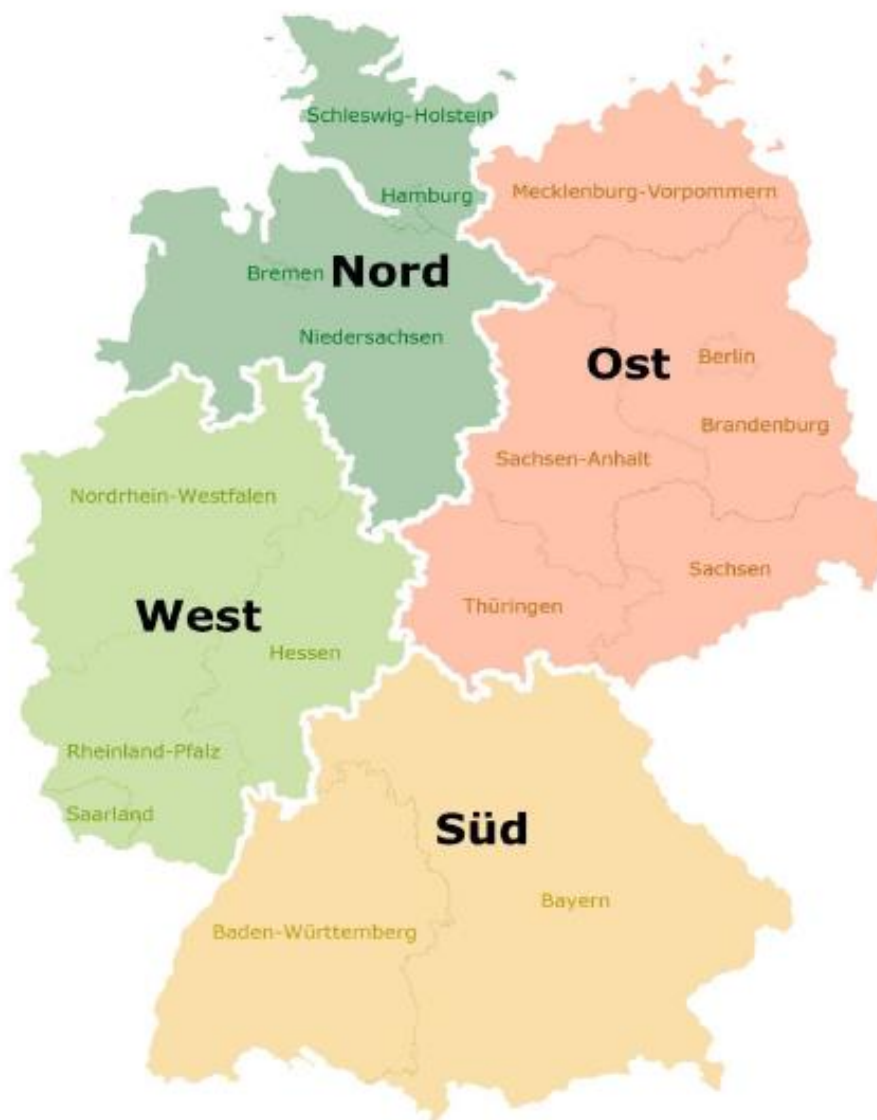 Schleswig-Holstein
Mecklenburg-Vorpommern
Hamburg
Bremen
Nord
Niedersachsen
Ost
Berlin
Brandenburg
Sachsen-Anhalt
Nordrhein-Westfalen
Sachsen
Thüringen
West
Hessen
Rheinland-Pfalz
Saarland
Süd
Bayern
Baden-Württemberg